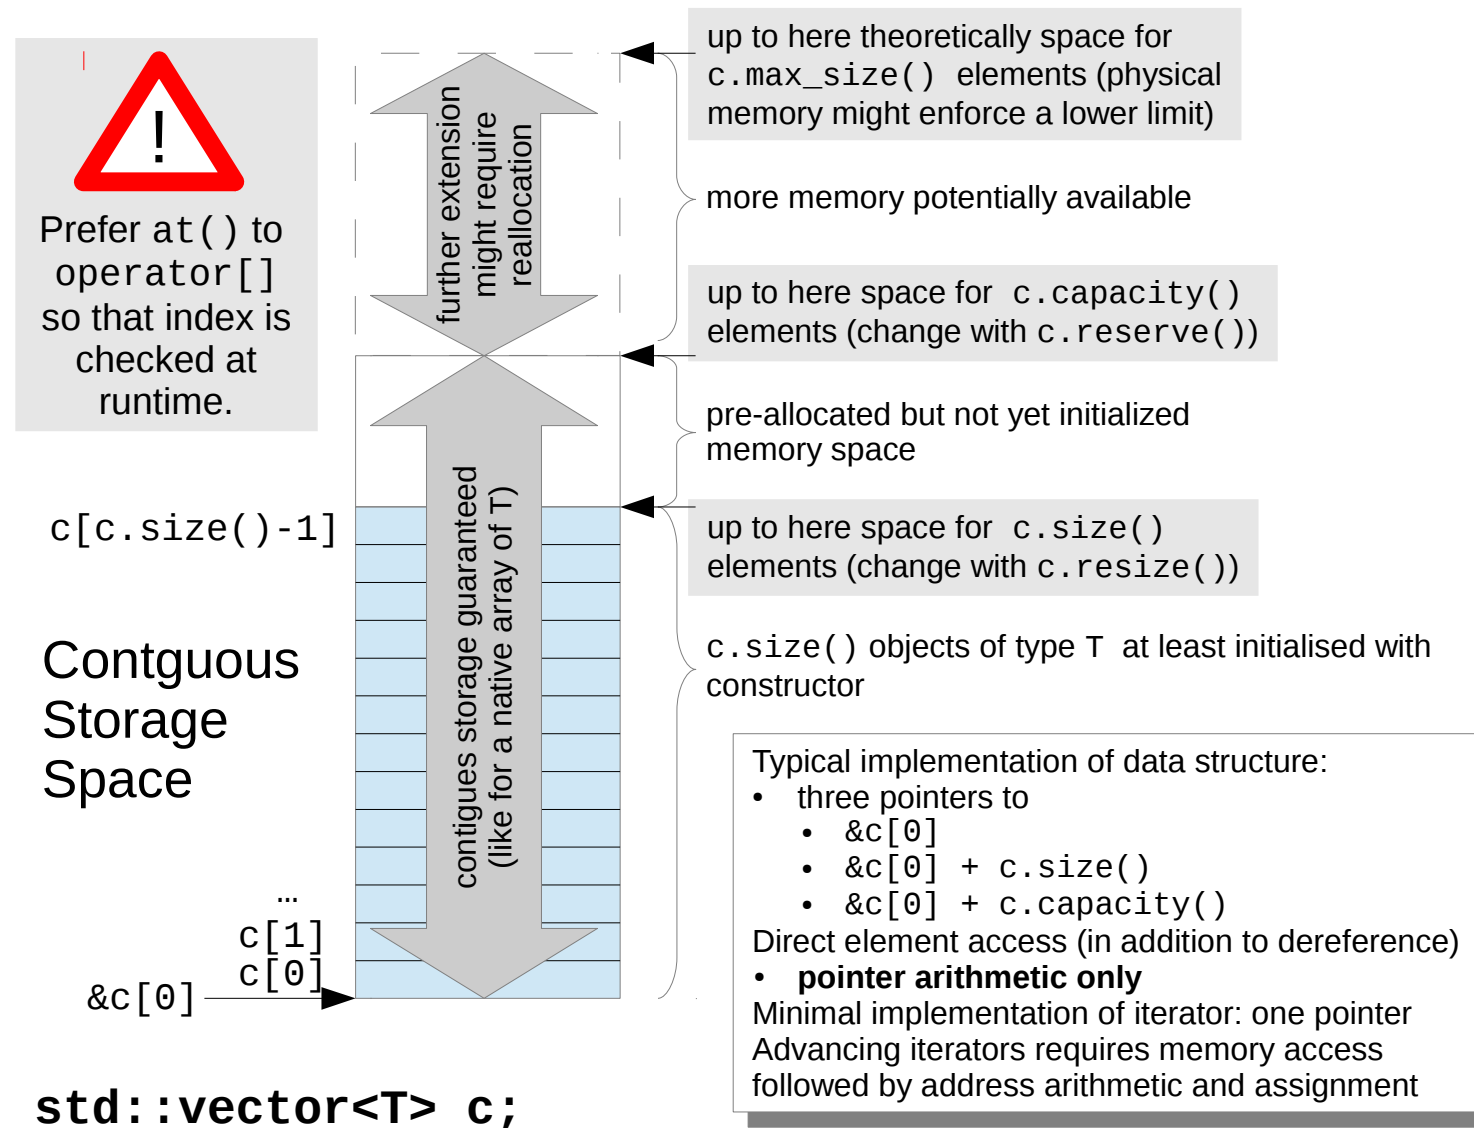 !
Prefer at() to
operator[]
so that index is
checked at
runtime.
further extension
might require
reallocation
up to here theoretically space for
c.max_size() elements (physical
memory might enforce a lower limit)
more memory potentially available
up to here space for c.capacity()
elements (change with c.reserve())
pre-allocated but not yet initialized
memory space
c[c.size()-1]
up to here space for c.size()
elements (change with c.resize())
contigues storage guaranteed
(like for a native array of T)
Contguous
Storage
Space
c.size() objects of type T at least initialised with
constructor
…
c[1]
c[0]
&c[0]
Typical implementation of data structure:
• three pointers to
• &c[0]
• &c[0] + c.size()
• &c[0] + c.capacity()
Direct element access (in addition to dereference)
• pointer arithmetic only
Minimal implementation of iterator: one pointer
Advancing iterators requires memory access
followed by address arithmetic and assignment
std::vector<T> c;